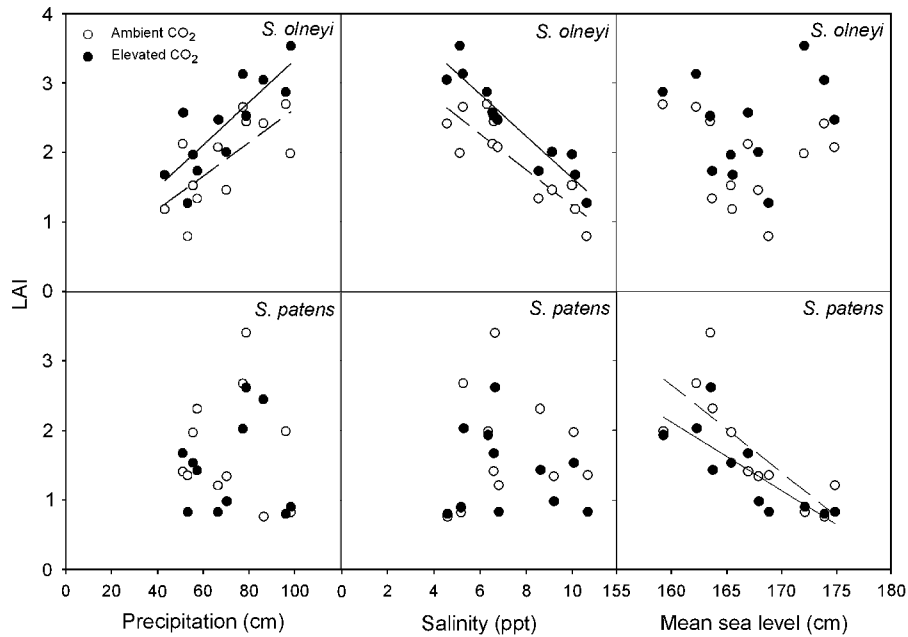 4
3
2
1
0
Ambient CO2
Elevated CO2
S. olneyi
S. olneyi
S. olneyi
LAI
3
2
1
0
S. patens
S. patens
S. patens
0 20 40 60 80 100
0 2 4 6 8 10
155 160 165 170 175 180
Precipitation (cm)
Salinity (ppt)
Mean sea level (cm)